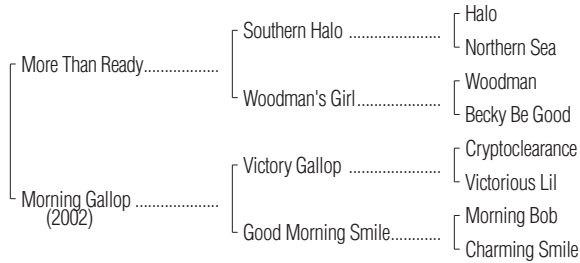 Halo
Southern Halo ....................
Northern Sea
More Than Ready................
Woodman
Woodman's Girl..................
Becky Be Good
Cryptoclearance
Victory Gallop ....................
Victorious Lil
Morning Gallop ..................
(2002)
Morning Bob
Good Morning Smile...........
Charming Smile